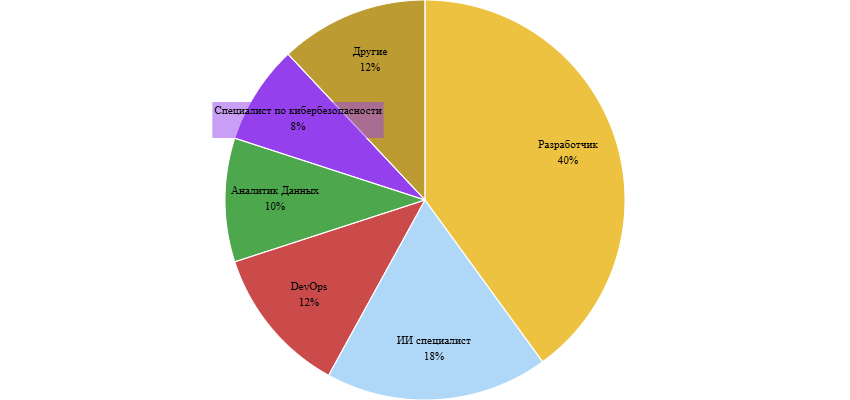 Другие
12%
Специалист по кибербезопасности
8%
Разработчик
40%
Аналитик Данных
10%
DevOps
12%
ИИ специалист
18%